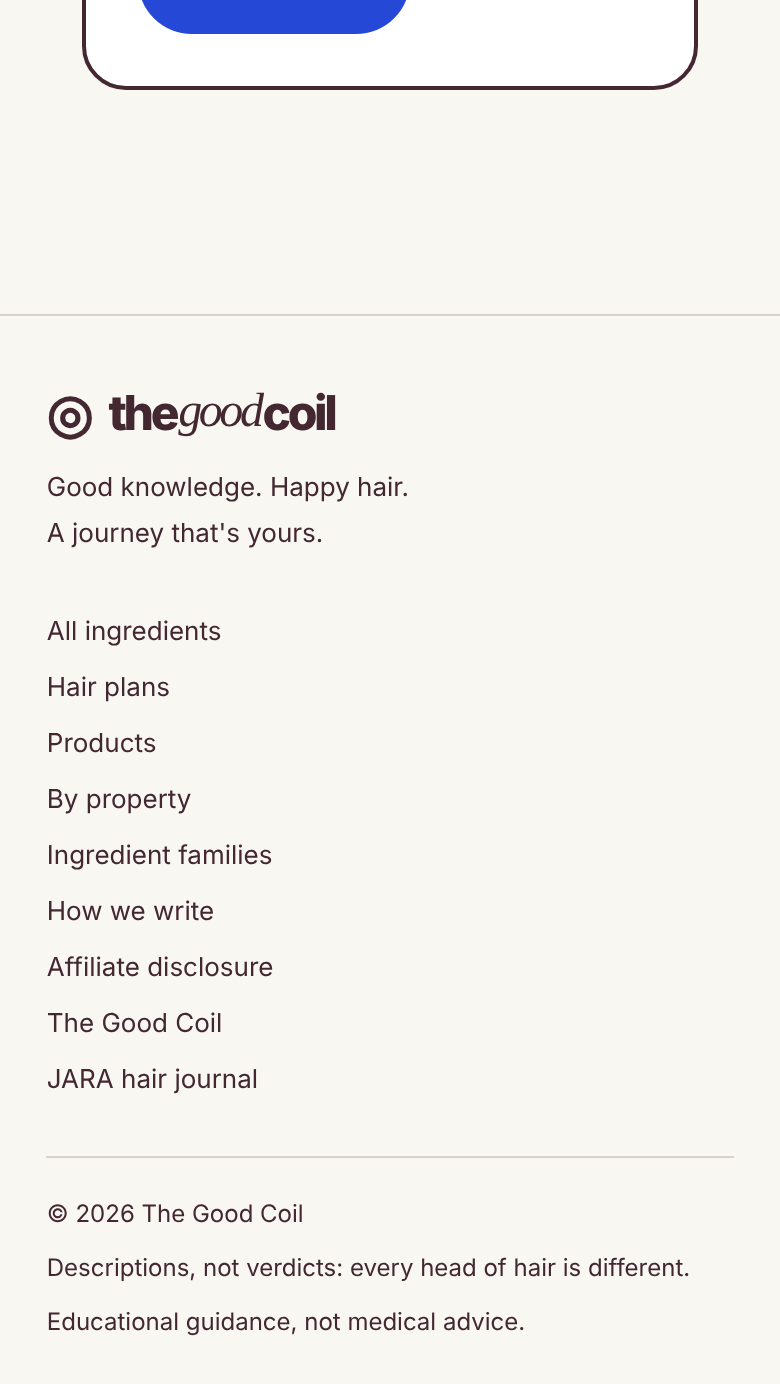 thegoodcoil
Good knowledge. Happy hair.
A journey that's yours.
All ingredients
Hair plans
Products
By property
Ingredient families
How we write
Affiliate disclosure
The Good Coil
JARA hair journal
© 2026 The Good Coil
Descriptions, not verdicts: every head of hair is different.
Educational guidance, not medical advice.